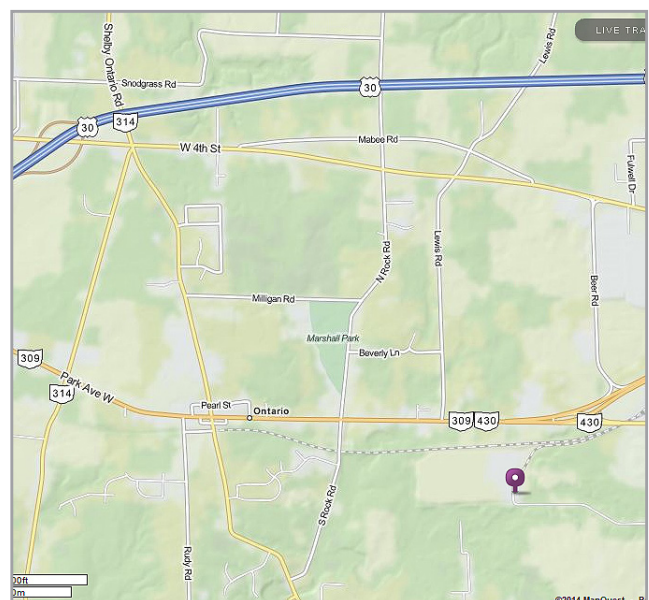 LIVE TRA
Shelby Ontario Rd
Lewis Rd
Snodgrass Rd
30
30
314
W 4th St
Mabee Rd
Fulwell Dr
N Rock Rd
Lewis Rd
Beer Rd
Milligan Rd
Marshall Park
Beverly Ln
309
Park Ave W
314
Pearl St
Ontario
309
430
430
S Rock Rd
Rudy Rd
00ft
0m
©2014 MapQuest